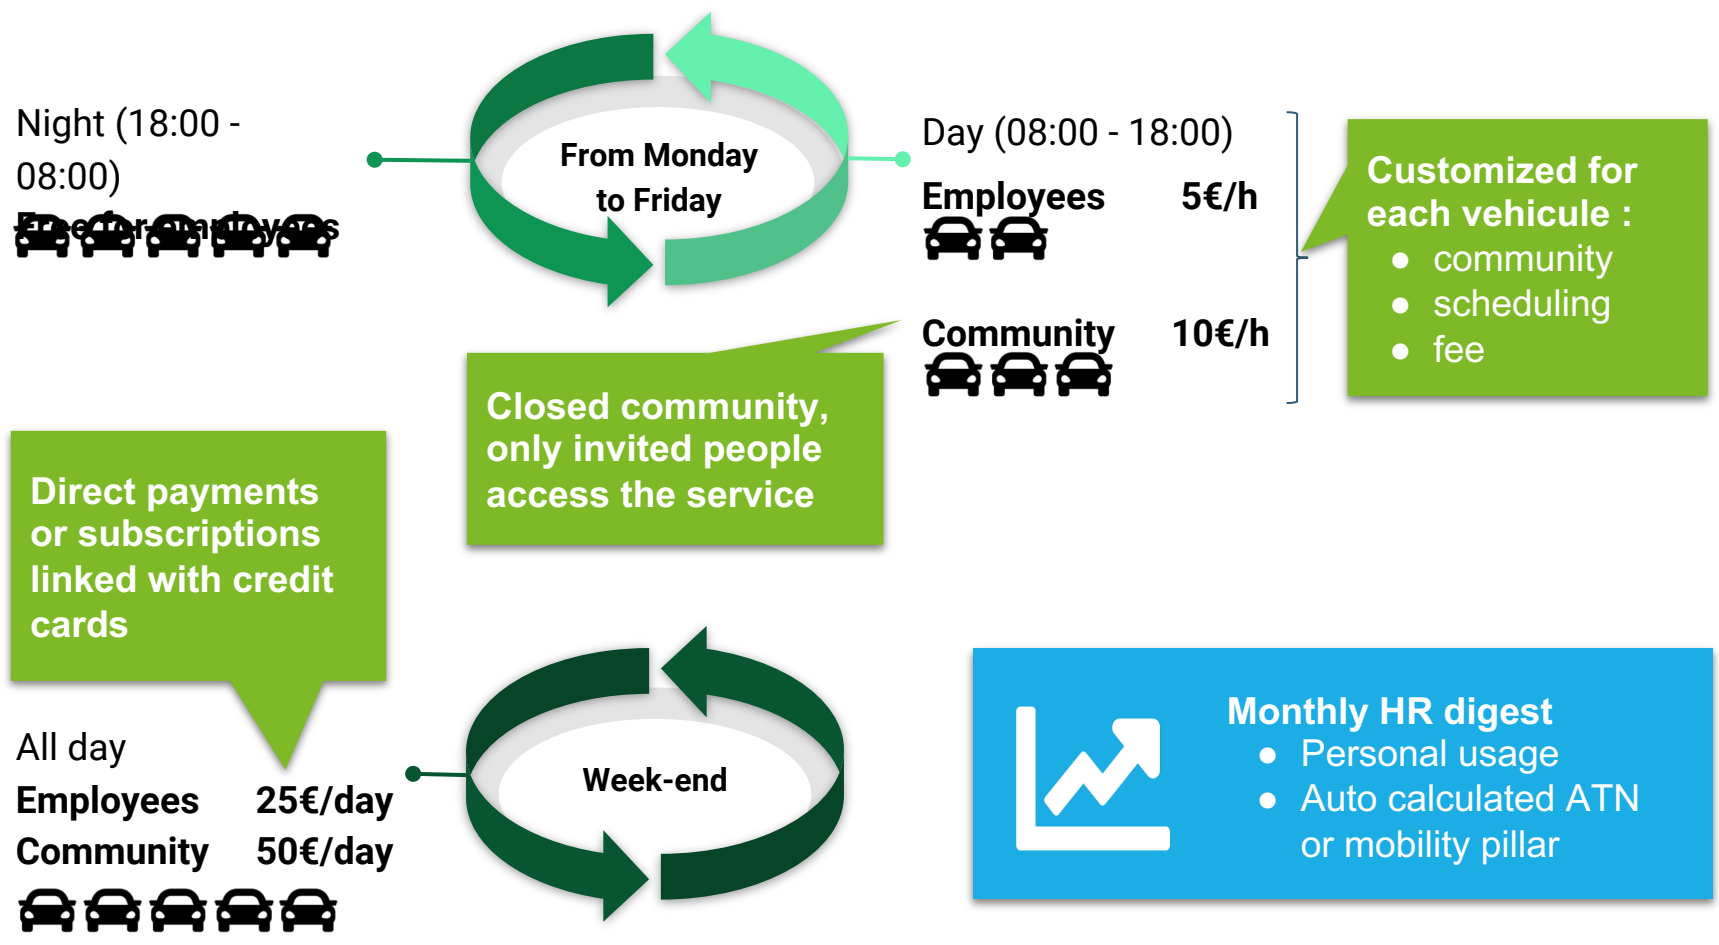 Night (18:00 -
08:00)
Free for employees
From Monday
to Friday
Day (08:00 - 18:00)
Employees 5€/h
Community 10€/h
Customized for
each vehicule :
● community
● scheduling
● fee
Closed community,
only invited people
access the service
Direct payments
or subscriptions
linked with credit
cards
All day
Employees 25€/day
Community 50€/day
Week-end
Monthly HR digest
● Personal usage
● Auto calculated ATN
or mobility pillar